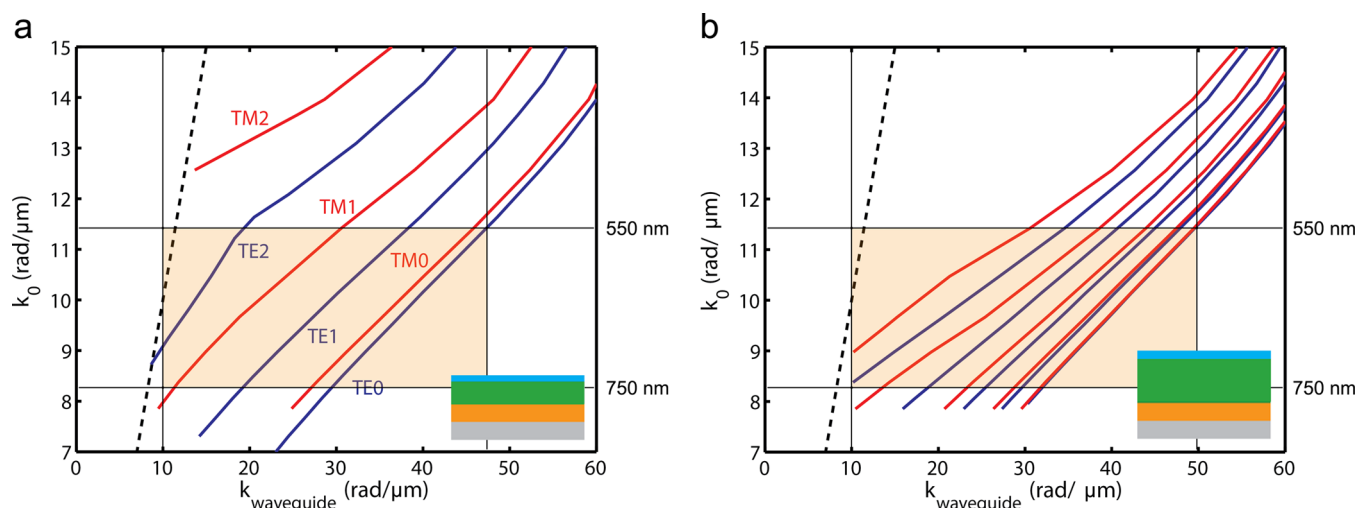 a
15
14
13
12
11
10
9
8
7
k0 (rad/µm)
TM2
TM1
TE2
TM0
TE1
TE0
550 nm
750 nm
0 10 20 30 40 50 60
kwaveguide (rad/µm)
b
15
14
13
12
11
10
9
8
7
k0 (rad/ µm)
550 nm
750 nm
0 10 20 30 40 50 60
kwaveguide (rad/ µm)